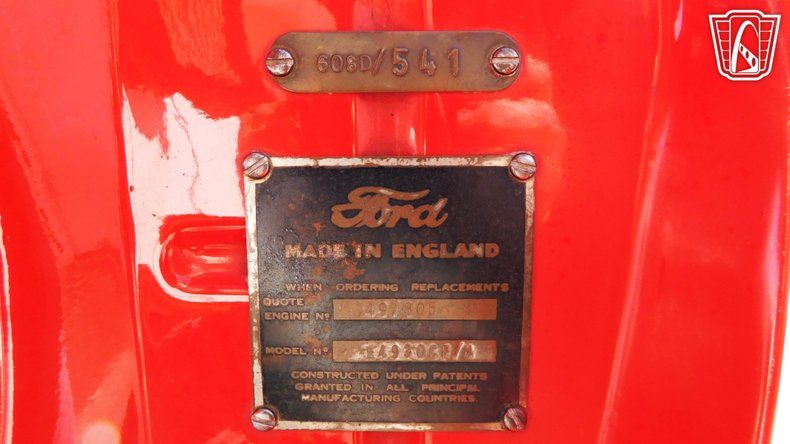 608D/541
Ford
MADE IN ENGLAND
WHEN ORDERING REPLACEMENTS
QUOTE
ENGINE Nº
MODEL Nº
CONSTRUCTED UNDER PATENTS
GRANTED IN ALL PRINCIPAL
MANUFACTURING COUNTRIES.